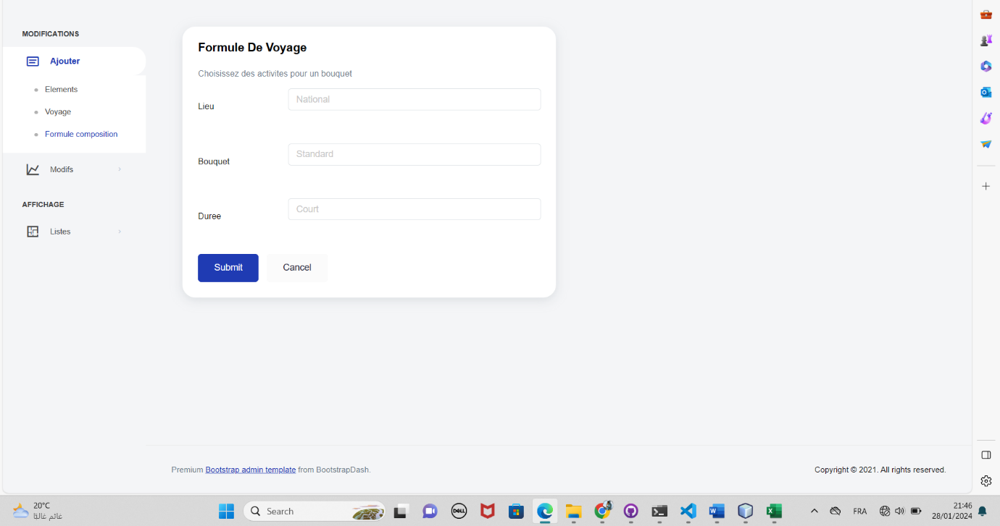 MODIFICATIONS
Ajouter
Elements
Voyage
Formule composition
Modifs
AFFICHAGE
Listes
Formule De Voyage
Choisissez des activites pour un bouquet
Lieu
National
Bouquet
Standard
Duree
Court
Submit
Cancel
Premium Bootstrap admin template from BootstrapDash.
Copyright © 2021. All rights reserved.
20°C
غائم غالبًا
Search
DELL
FRA
21:46
28/01/2024